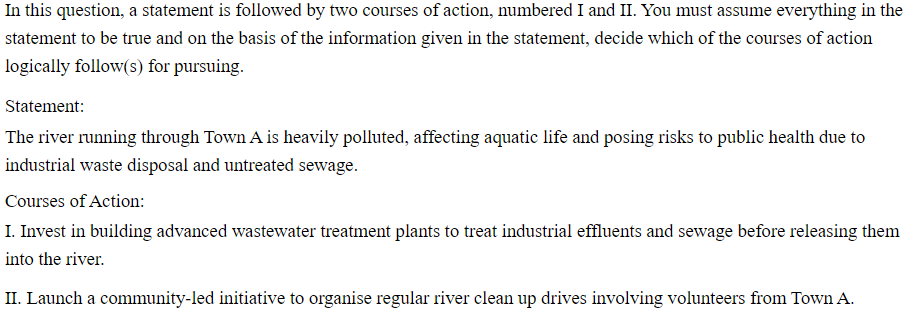 In this question, a statement is followed by two courses of action, numbered I and II. You must assume everything in the
statement to be true and on the basis of the information given in the statement, decide which of the courses of action
logically follow(s) for pursuing.
Statement:
The river running through Town A is heavily polluted, affecting aquatic life and posing risks to public health due to
industrial waste disposal and untreated sewage.
Courses of Action:
I. Invest in building advanced wastewater treatment plants to treat industrial effluents and sewage before releasing them
into the river.
II. Launch a community-led initiative to organise regular river clean up drives involving volunteers from Town A.